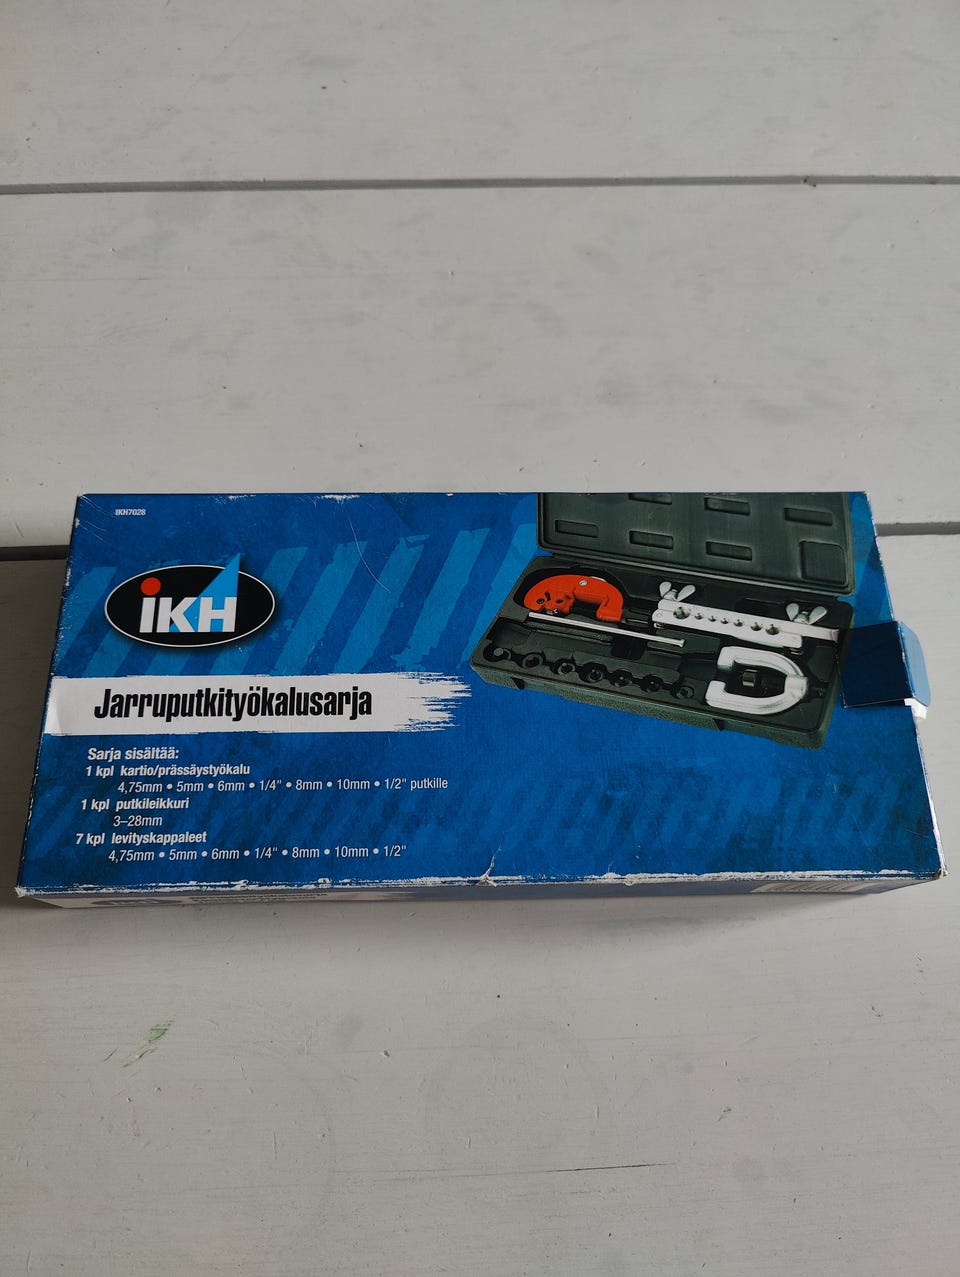 IKH7028
IKH
Jarruputkityökalusarja
Sarja sisältää:
1 kpl kartio/prässäystyökalu
4,75mm • 5mm • 6mm • 1/4" • 8mm • 10mm • 1/2" putkille
1 kpl putkileikkuri
3–28mm
7 kpl levityskappaleet
4,75mm • 5mm • 6mm • 1/4" • 8mm • 10mm • 1/2"